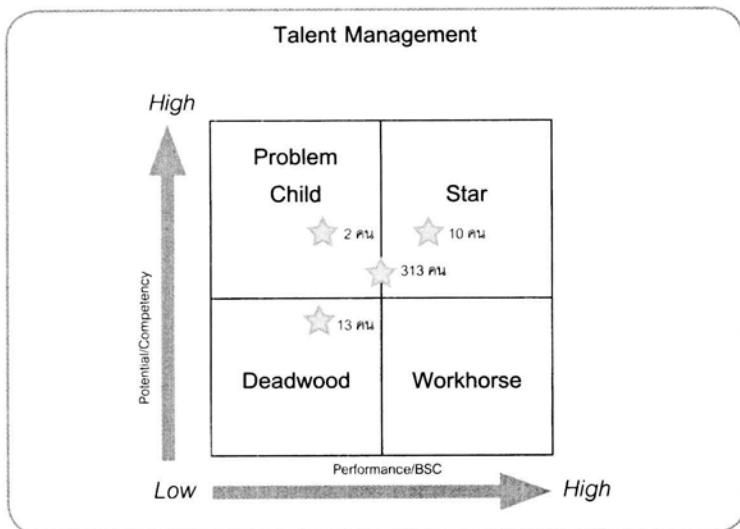 Talent Management
High
Problem
Child
Star
2 คน
10 คน
313 คน
13 คน
Deadwood
Workhorse
Potential/Competency
Performance/BSC
Low
High